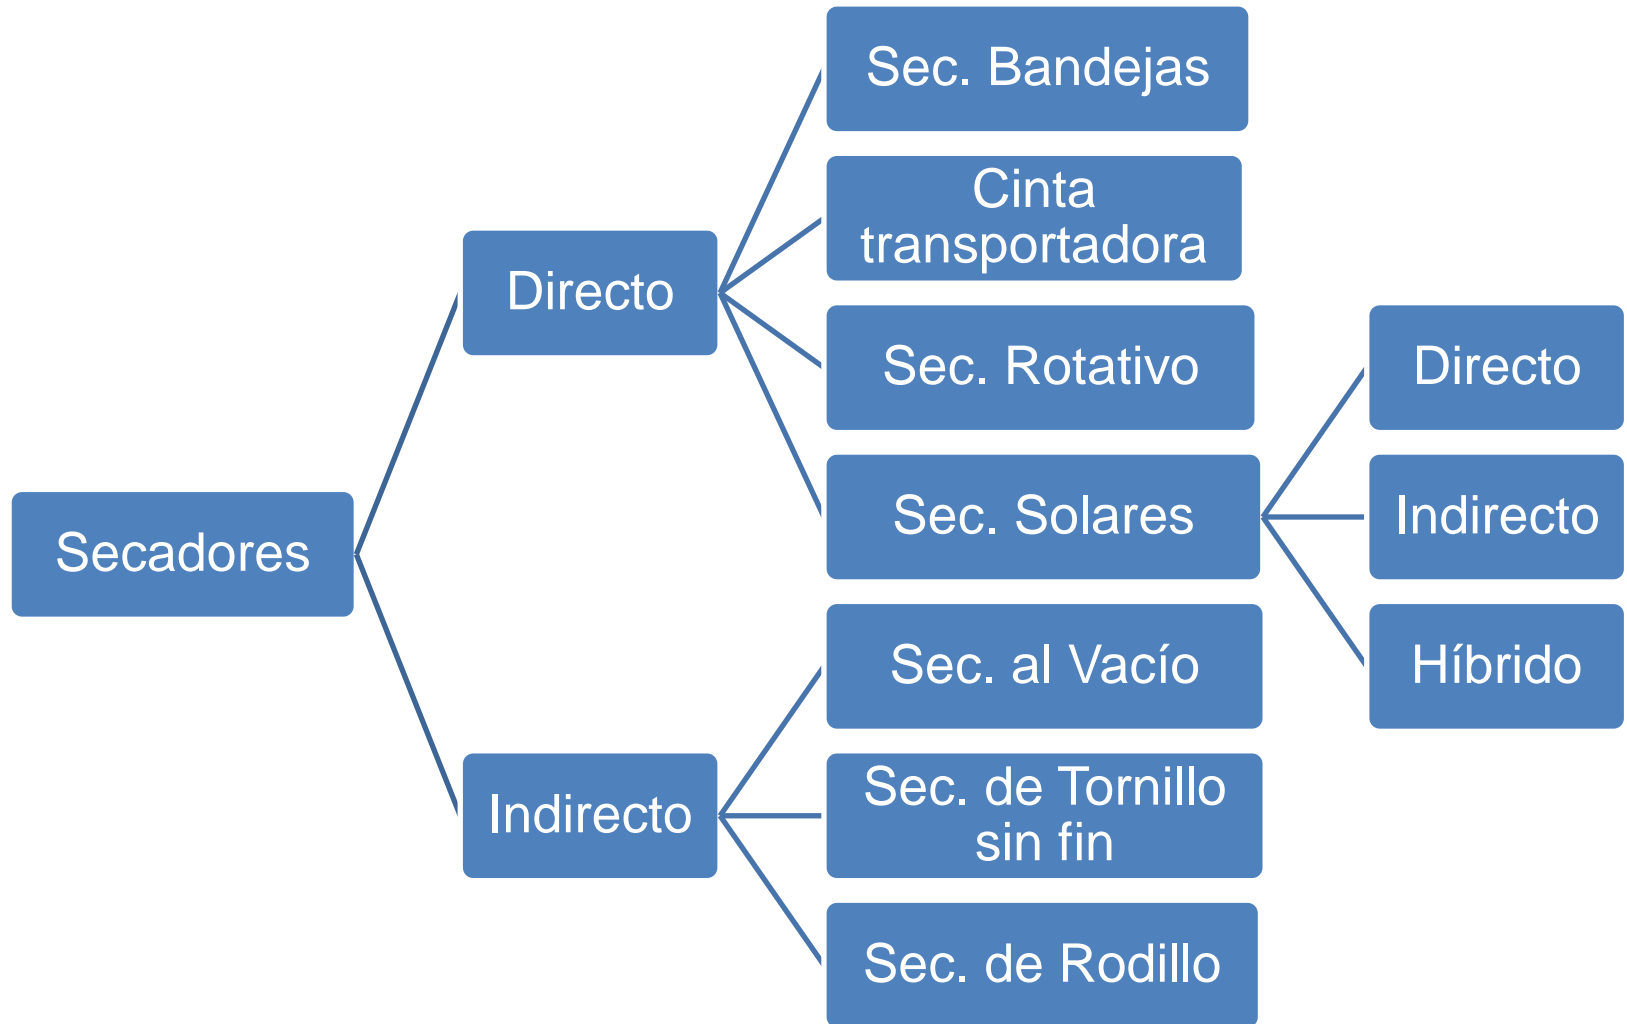 Secadores
Directo
Sec. Bandejas
Cinta
transportadora
Sec. Rotativo
Sec. Solares
Directo
Indirecto
Híbrido
Indirecto
Sec. al Vacío
Sec. de Tornillo
sin fin
Sec. de Rodillo